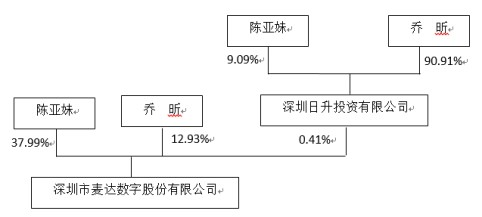 陈亚妹 乔 昕
9.09% 90.91%
深圳日升投资有限公司
陈亚妹 乔 昕
37.99% 12.93% 0.41%
深圳市麦达数字股份有限公司